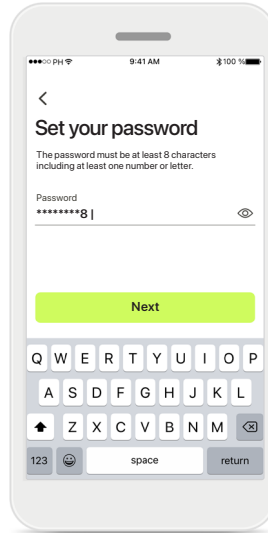 PH 9:41 AM 100 %
Set your password
The password must be at least 8 characters
including at least one number or letter.
Password
********8 |
Next
Q W E R T Y U I O P
A S D F G H J K L
Z X C V B N M
123 space return